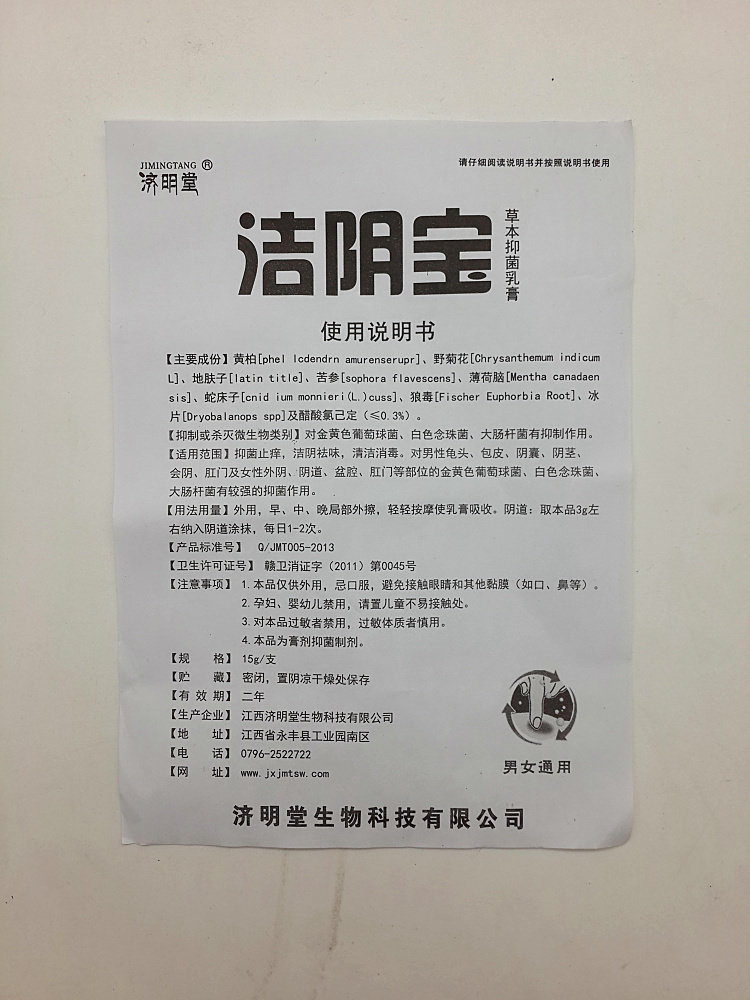 JIMINGTANG ®
济明堂
请仔细阅读说明书并按照说明书使用
洁阴宝
草本抑菌乳膏
使用说明书
【主要成份】黄柏[phel lcdendrn amurenserupr]、野菊花[Chrysanthemum indicum
L]、地肤子[latin title]、苦参[sophora flavescens]、薄荷脑[Mentha canadaen
sis]、蛇床子[cnid ium monnieri(L.)cuss]、狼毒[Fischer Euphorbia Root]、冰
片[Dryobalanops spp]及醋酸氯己定（≤0.3%）。
【抑制或杀灭微生物类别】对金黄色葡萄球菌、白色念珠菌、大肠杆菌有抑制作用。
【适用范围】抑菌止痒，洁阴祛味，清洁消毒。对男性龟头、包皮、阴囊、阴茎、
会阴、肛门及女性外阴、阴道、盆腔、肛门等部位的金黄色葡萄球菌、白色念珠菌、
大肠杆菌有较强的抑菌作用。
【用法用量】外用，早、中、晚局部外擦，轻轻按摩使乳膏吸收。阴道：取本品3g左
右纳入阴道涂抹，每日1-2次。
【产品标准号】 Q/JMT005-2013
【卫生许可证号】赣卫消证字（2011）第0045号
【注意事项】1.本品仅供外用，忌口服，避免接触眼睛和其他黏膜（如口、鼻等）。
2.孕妇、婴幼儿禁用，请置儿童不易接触处。
3.对本品过敏者禁用，过敏体质者慎用。
4.本品为膏剂抑菌制剂。
【规 格】15g/支
【贮 藏】密闭，置阴凉干燥处保存
【有 效 期】二年
【生产企业】江西济明堂生物科技有限公司
【地 址】江西省永丰县工业园南区
【电 话】0796-2522722
【网 址】www.jxjmtsw.com
男女通用
济明堂生物科技有限公司